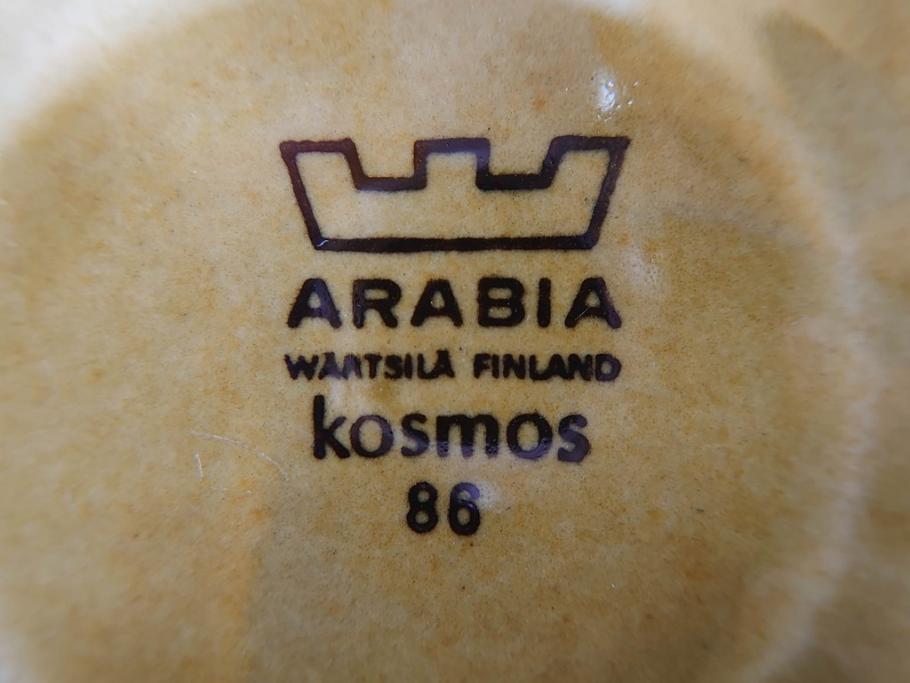 ARABIA
WÄRTSILÄ FINLAND
kosmos
86